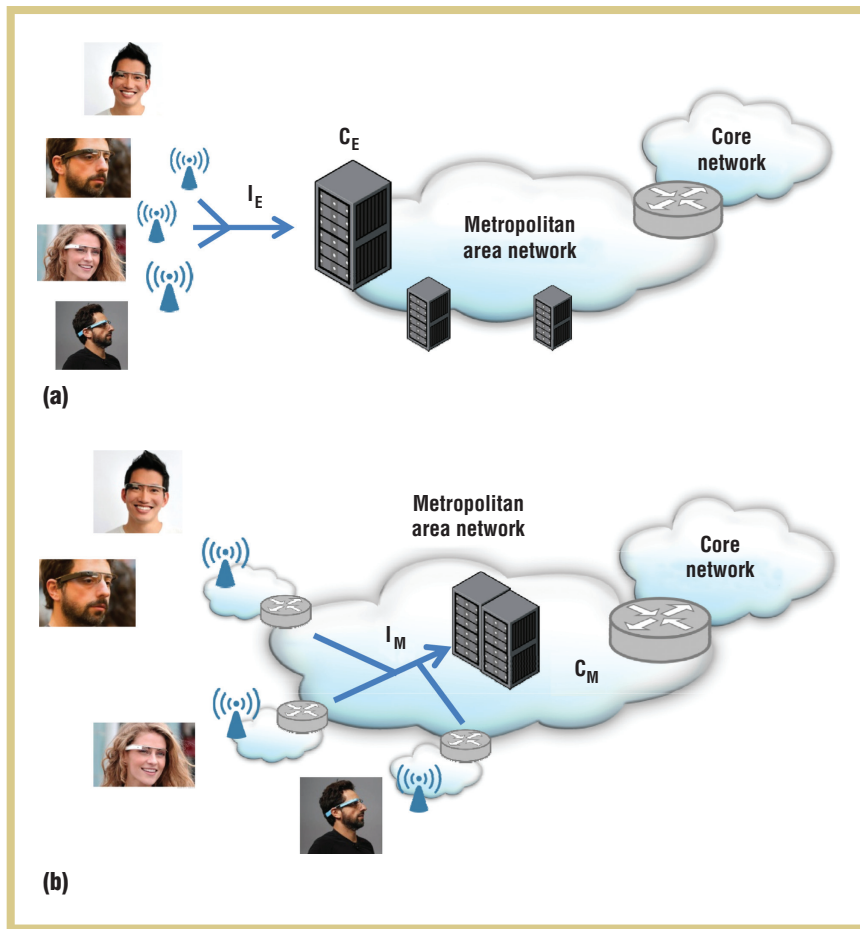 C_E
Core
network
I_E
Metropolitan
area network
(a)
Metropolitan
area network
Core
network
I_M
C_M
(b)